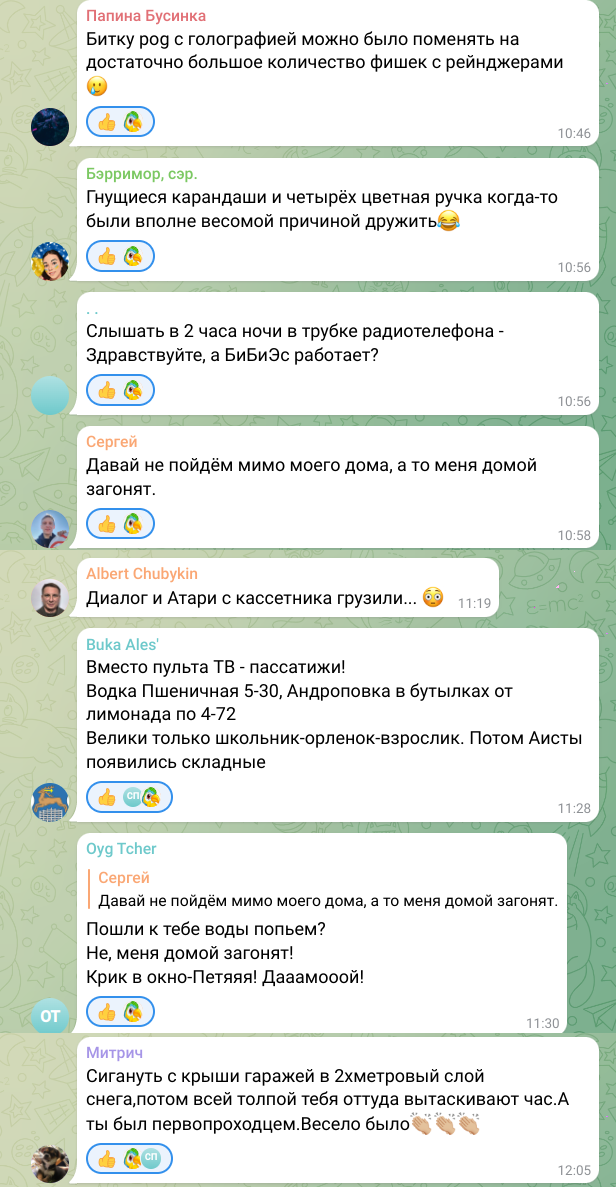 Папина Бусинка
Битку pog с голографией можно было поменять на
достаточно большое количество фишек с рейнджерами
🥲
👍
10:46
Бэрримор, сэр.
Гнущиеся карандаши и четырёх цветная ручка когда-то
были вполне весомой причиной дружить😂
👍
10:56
. .
Слышать в 2 часа ночи в трубке радиотелефона -
Здравствуйте, а БиБиЭс работает?
👍
10:56
Сергей
Давай не пойдём мимо моего дома, а то меня домой
загонят.
👍
10:58
Albert Chubykin
Диалог и Атари с кассетника грузили... 😳 11:19
Buka Ales'
Вместо пульта ТВ - пассатижи!
Водка Пшеничная 5-30, Андроповка в бутылках от
лимонада по 4-72
Велики только школьник-орленок-взрослик. Потом Аисты
появились складные
👍 СП
11:28
Oyg Tcher
Сергей
Давай не пойдём мимо моего дома, а то меня домой загонят.
Пошли к тебе воды попьем?
Не, меня домой загонят!
Крик в окно-Петяяя! Дааамооой!
👍
ОТ
11:30
Митрич
Сигануть с крыши гаражей в 2хметровый слой
снега,потом всей толпой тебя оттуда вытаскивают час.А
ты был первопроходцем.Весело было👏🏼👏🏼👏🏼
👍 СП
12:05